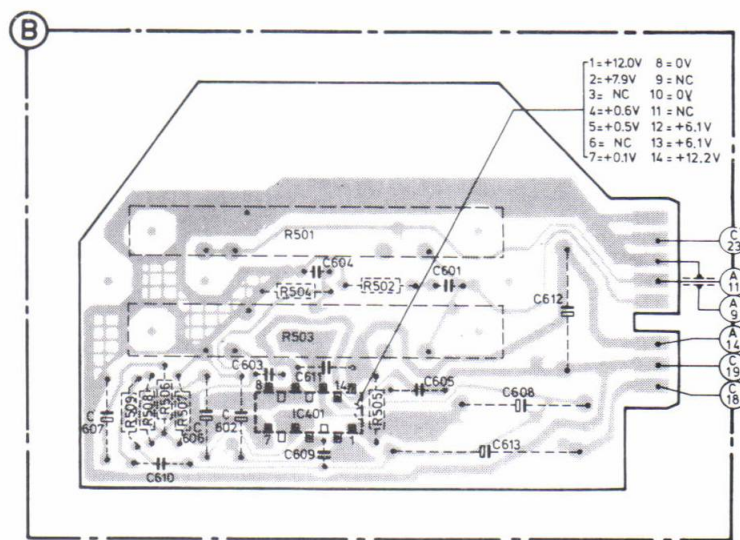 B
1=+12.0V 8=0V
2=+7.9V 9=NC
3= NC 10=0V
4=+0.6V 11=NC
5=+0.5V 12=+6.1V
6= NC 13=+6.1V
7=+0.1V 14=+12.2V
R501
C 23
C604
R504
R502
C601
A 11
C612
A 9
R503
A 14
C603
C611
C 19
8
14
C605
C 18
C 607
R509
R508
R506
R507
C 606
C 602
IC401
R505
C608
7
1
C609
C613
C610